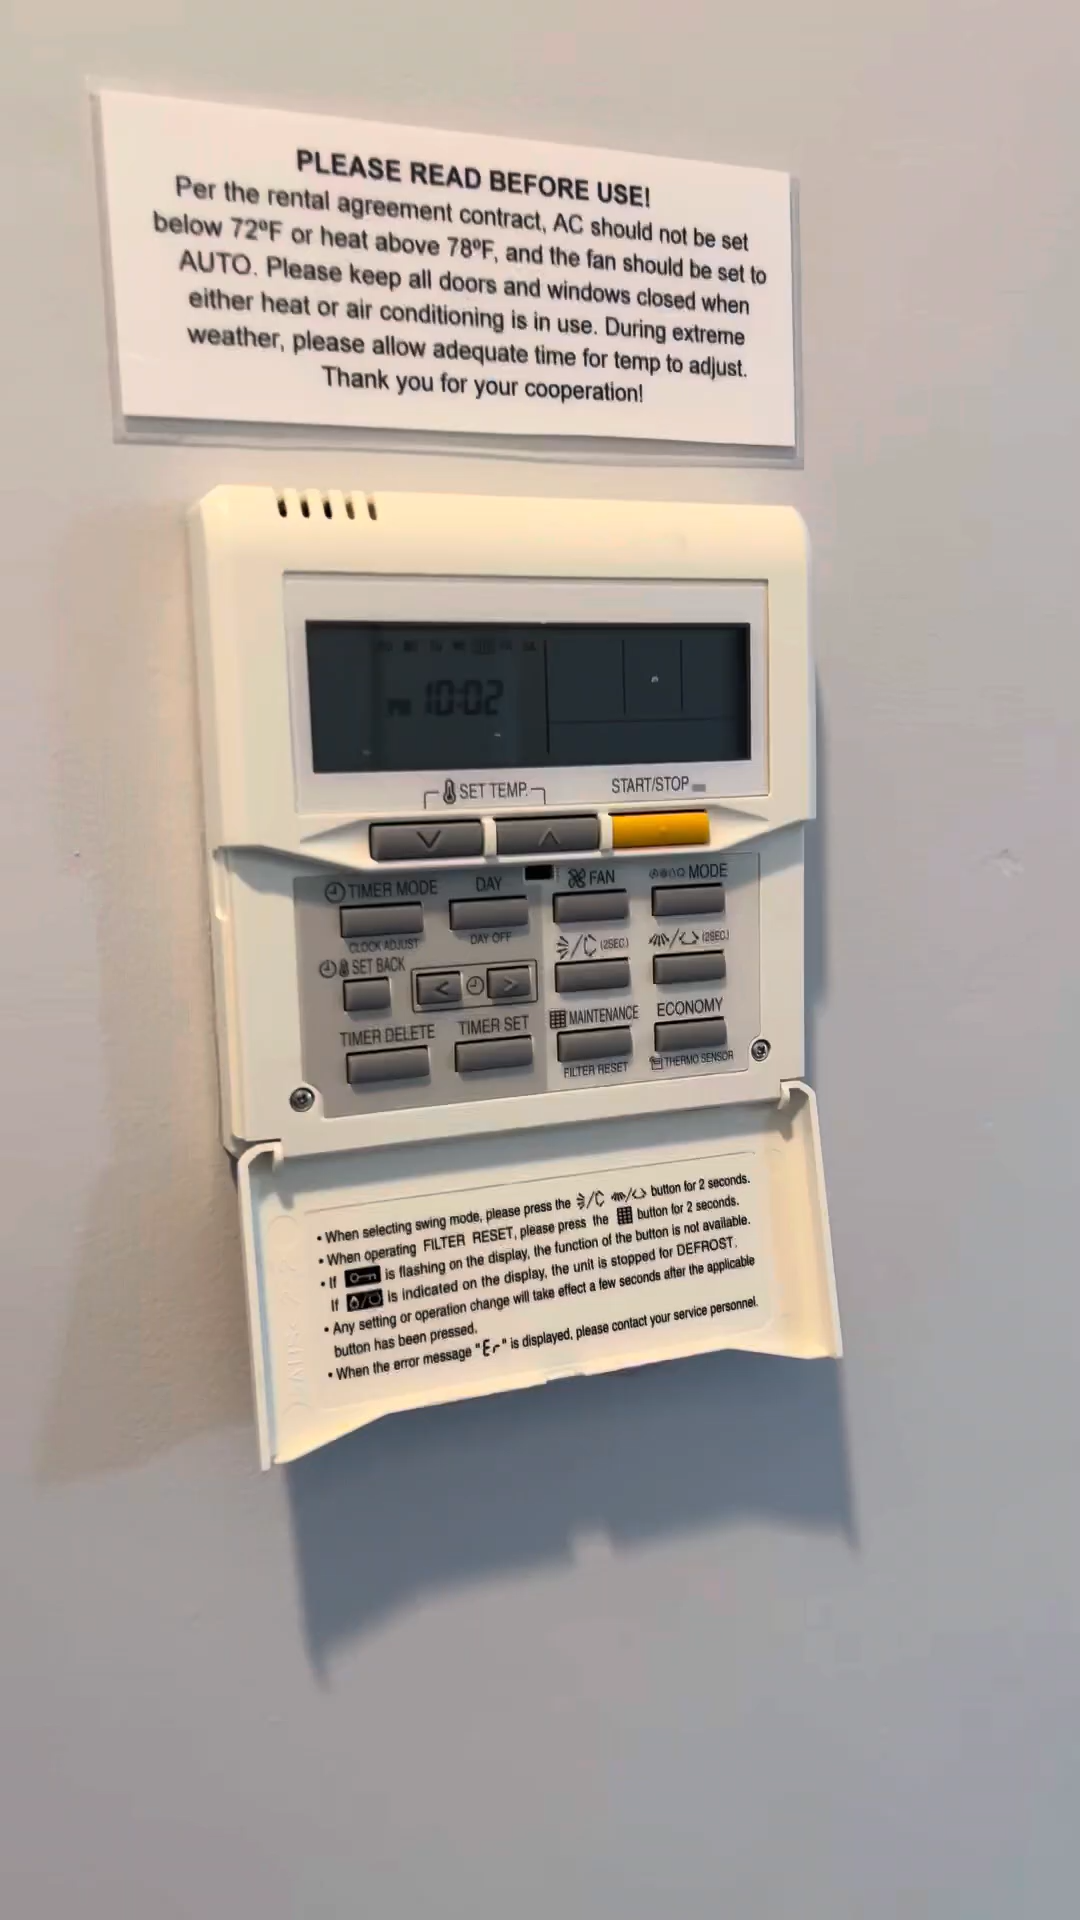 PLEASE READ BEFORE USE!
Per the rental agreement contract, AC should not be set
below 72ºF or heat above 78ºF, and the fan should be set to
AUTO. Please keep all doors and windows closed when
either heat or air conditioning is in use. During extreme
weather, please allow adequate time for temp to adjust.
Thank you for your cooperation!
PM 10:02
SET TEMP. START/STOP
TIMER MODE DAY FAN MODE
CLOCK ADJUST DAY OFF (2SEC.) (2SEC.)
SET BACK
TIMER DELETE TIMER SET MAINTENANCE ECONOMY
FILTER RESET THERMO SENSOR
• When selecting swing mode, please press the button for 2 seconds.
• When operating FILTER RESET, please press the button for 2 seconds.
• If is flashing on the display, the function of the button is not available.
If is indicated on the display, the unit is stopped for DEFROST.
• Any setting or operation change will take effect a few seconds after the applicable
button has been pressed.
• When the error message "Er" is displayed, please contact your service personnel.